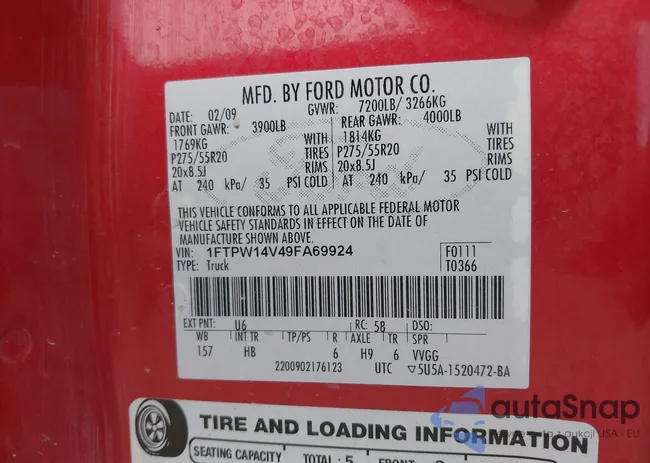 MFD. BY FORD MOTOR CO.
DATE: 02/09 GVWR: 7200LB/ 3266KG
FRONT GAWR: 3900LB REAR GAWR: 4000LB
1769KG WITH 1814KG WITH
P275/55R20 TIRES P275/55R20 TIRES
20x8.5J RIMS 20x8.5J RIMS
AT 240 kPa/ 35 PSI COLD AT 240 kPa/ 35 PSI COLD
THIS VEHICLE CONFORMS TO ALL APPLICABLE FEDERAL MOTOR
VEHICLE SAFETY STANDARDS IN EFFECT ON THE DATE OF
MANUFACTURE SHOWN ABOVE.
VIN: 1FTPW14V49FA69924 F0111
TYPE: Truck T0366
EXT PNT: U6 RC: 58 DSO:
WB INT TR TP/PS R AXLE TR SPR
157 HB 6 H9 6 VVGG
2200902176123 UTC ▽5U5A-1520472-BA
autaSnap
aukcji USA - EU
TIRE AND LOADING INFORMATION
SEATING CAPACITY TOTAL: 5 FRONT: